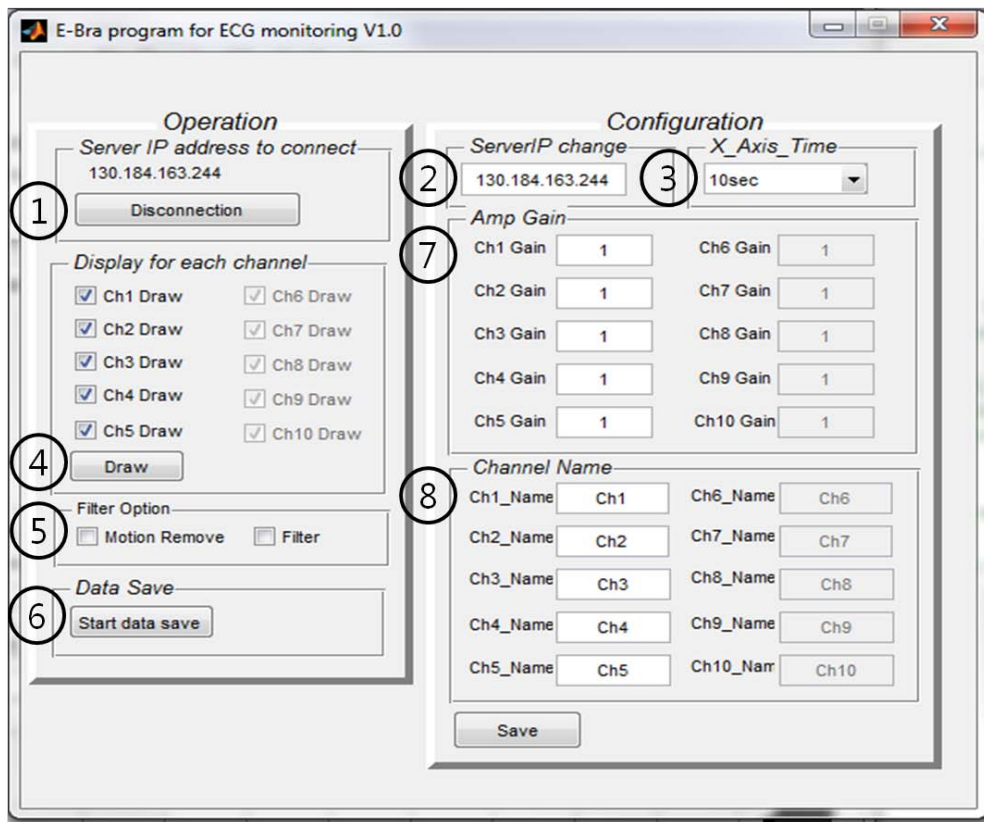 E-Bra program for ECG monitoring V1.0
Operation
Server IP address to connect
130.184.163.244
1
Disconnection
Display for each channel
Ch1 Draw
Ch6 Draw
Ch2 Draw
Ch7 Draw
Ch3 Draw
Ch8 Draw
Ch4 Draw
Ch9 Draw
Ch5 Draw
Ch10 Draw
4
Draw
Filter Option
5
Motion Remove
Filter
Data Save
6
Start data save
Configuration
ServerIP change
2
130.184.163.244
X_Axis_Time
3
10sec
Amp Gain
7
Ch1 Gain 1
Ch6 Gain 1
Ch2 Gain 1
Ch7 Gain 1
Ch3 Gain 1
Ch8 Gain 1
Ch4 Gain 1
Ch9 Gain 1
Ch5 Gain 1
Ch10 Gain 1
Channel Name
8
Ch1_Name Ch1
Ch6_Name Ch6
Ch2_Name Ch2
Ch7_Name Ch7
Ch3_Name Ch3
Ch8_Name Ch8
Ch4_Name Ch4
Ch9_Name Ch9
Ch5_Name Ch5
Ch10_Nam Ch10
Save